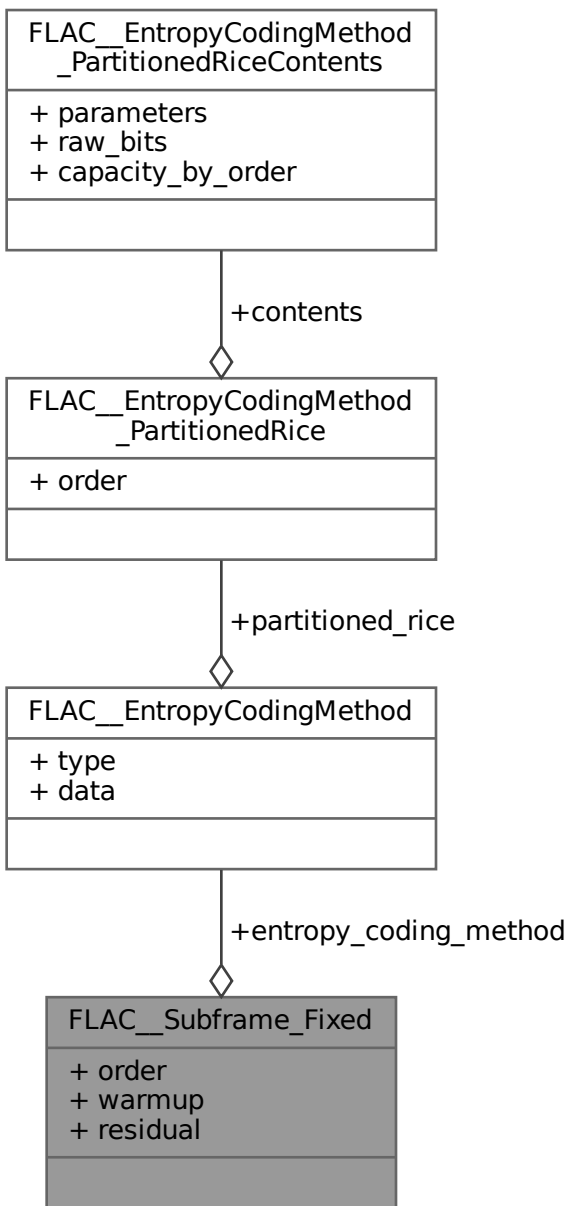 FLAC__EntropyCodingMethod
_PartitionedRiceContents
+ parameters
+ raw_bits
+ capacity_by_order
+contents
FLAC__EntropyCodingMethod
_PartitionedRice
+ order
+partitioned_rice
FLAC__EntropyCodingMethod
+ type
+ data
+entropy_coding_method
FLAC__Subframe_Fixed
+ order
+ warmup
+ residual